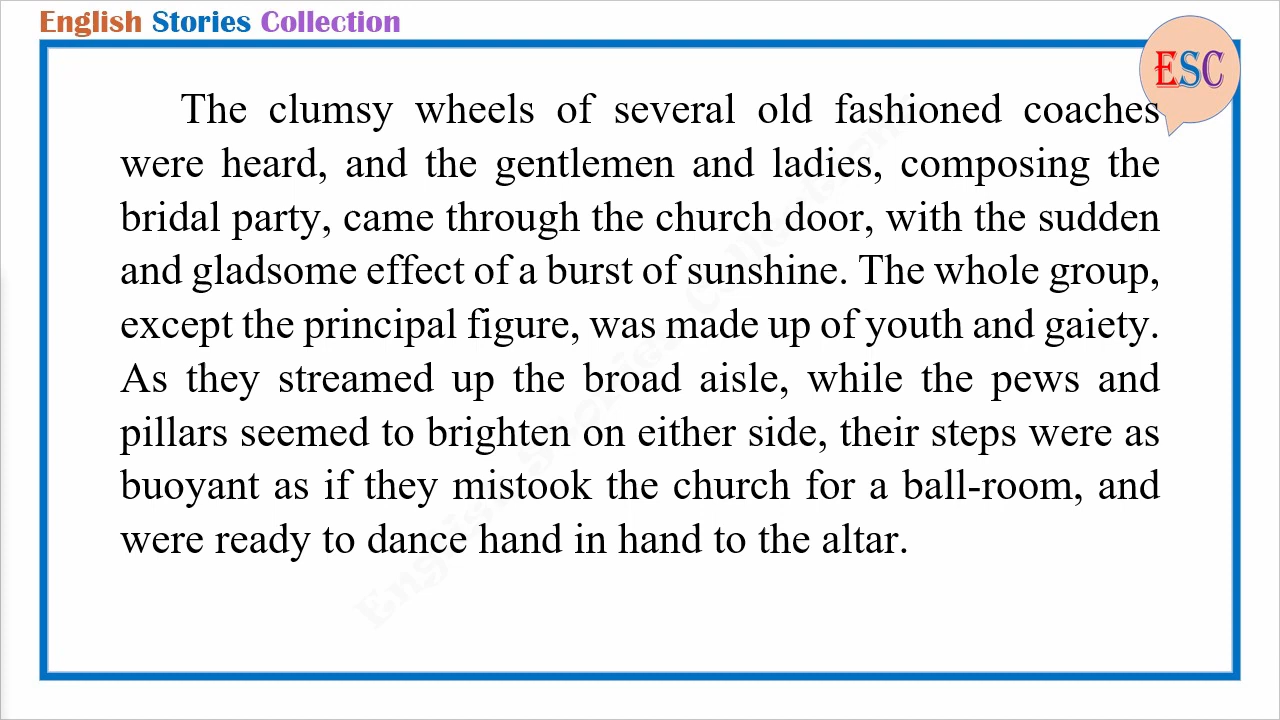 English Stories Collection
ESC
The clumsy wheels of several old fashioned coaches
were heard, and the gentlemen and ladies, composing the
bridal party, came through the church door, with the sudden
and gladsome effect of a burst of sunshine. The whole group,
except the principal figure, was made up of youth and gaiety.
As they streamed up the broad aisle, while the pews and
pillars seemed to brighten on either side, their steps were as
buoyant as if they mistook the church for a ball-room, and
were ready to dance hand in hand to the altar.
English Stories Collection